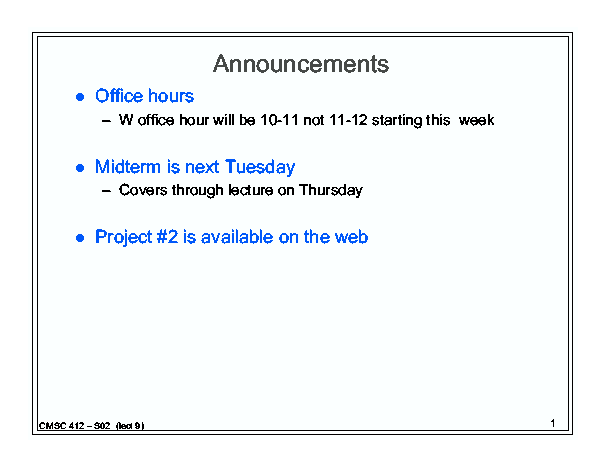 Announcements
● Office hours
– W office hour will be 10-11 not 11-12 starting this week
● Midterm is next Tuesday
– Covers through lecture on Thursday
● Project #2 is available on the web
CMSC 412 – S02 (lect 9)
1